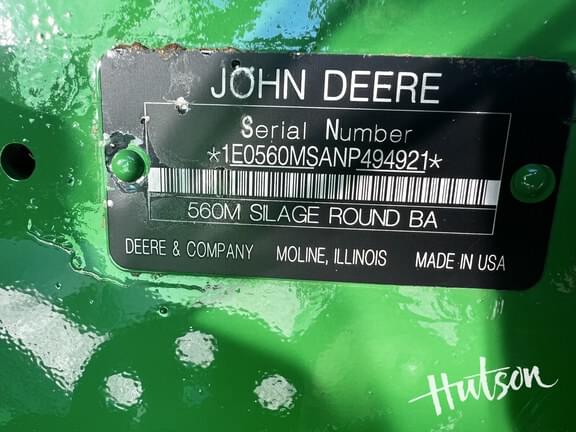 JOHN DEERE
Serial Number
*1E0560MSANP494921*
560M SILAGE ROUND BA
DEERE & COMPANY MOLINE, ILLINOIS MADE IN USA
Hutson